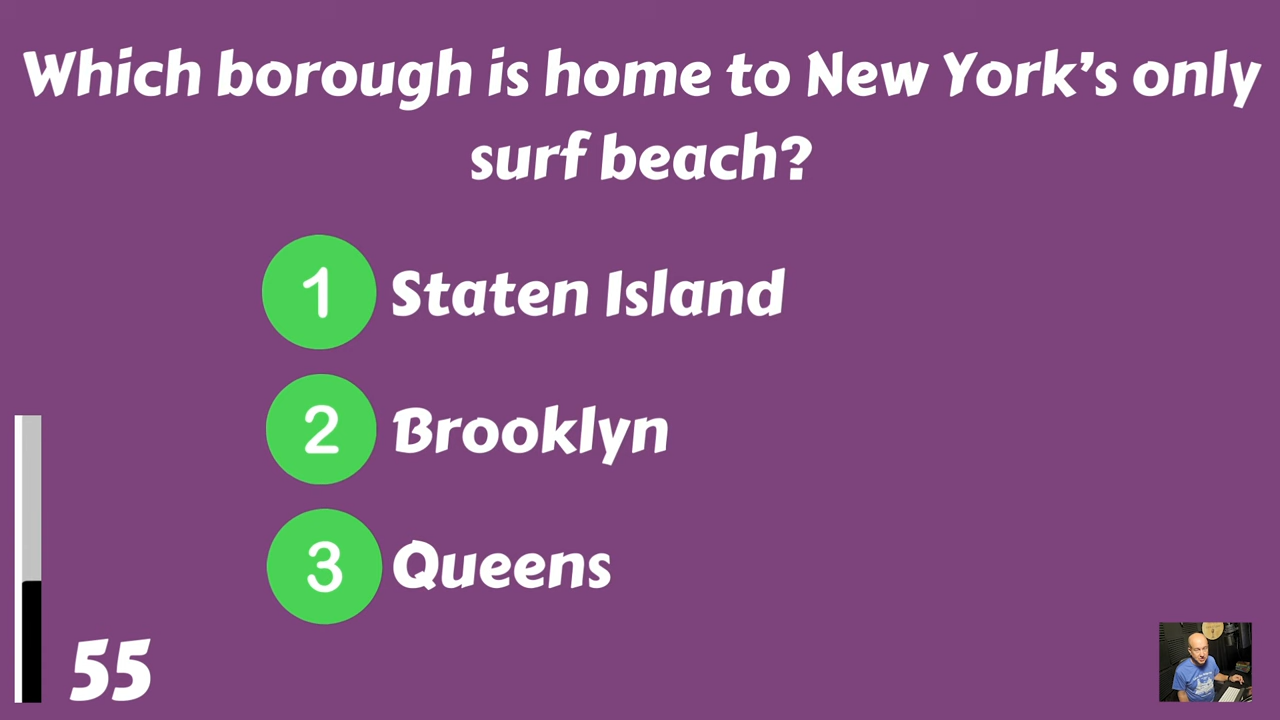 Which borough is home to New York's only
surf beach?
1 Staten Island
2 Brooklyn
3 Queens
55